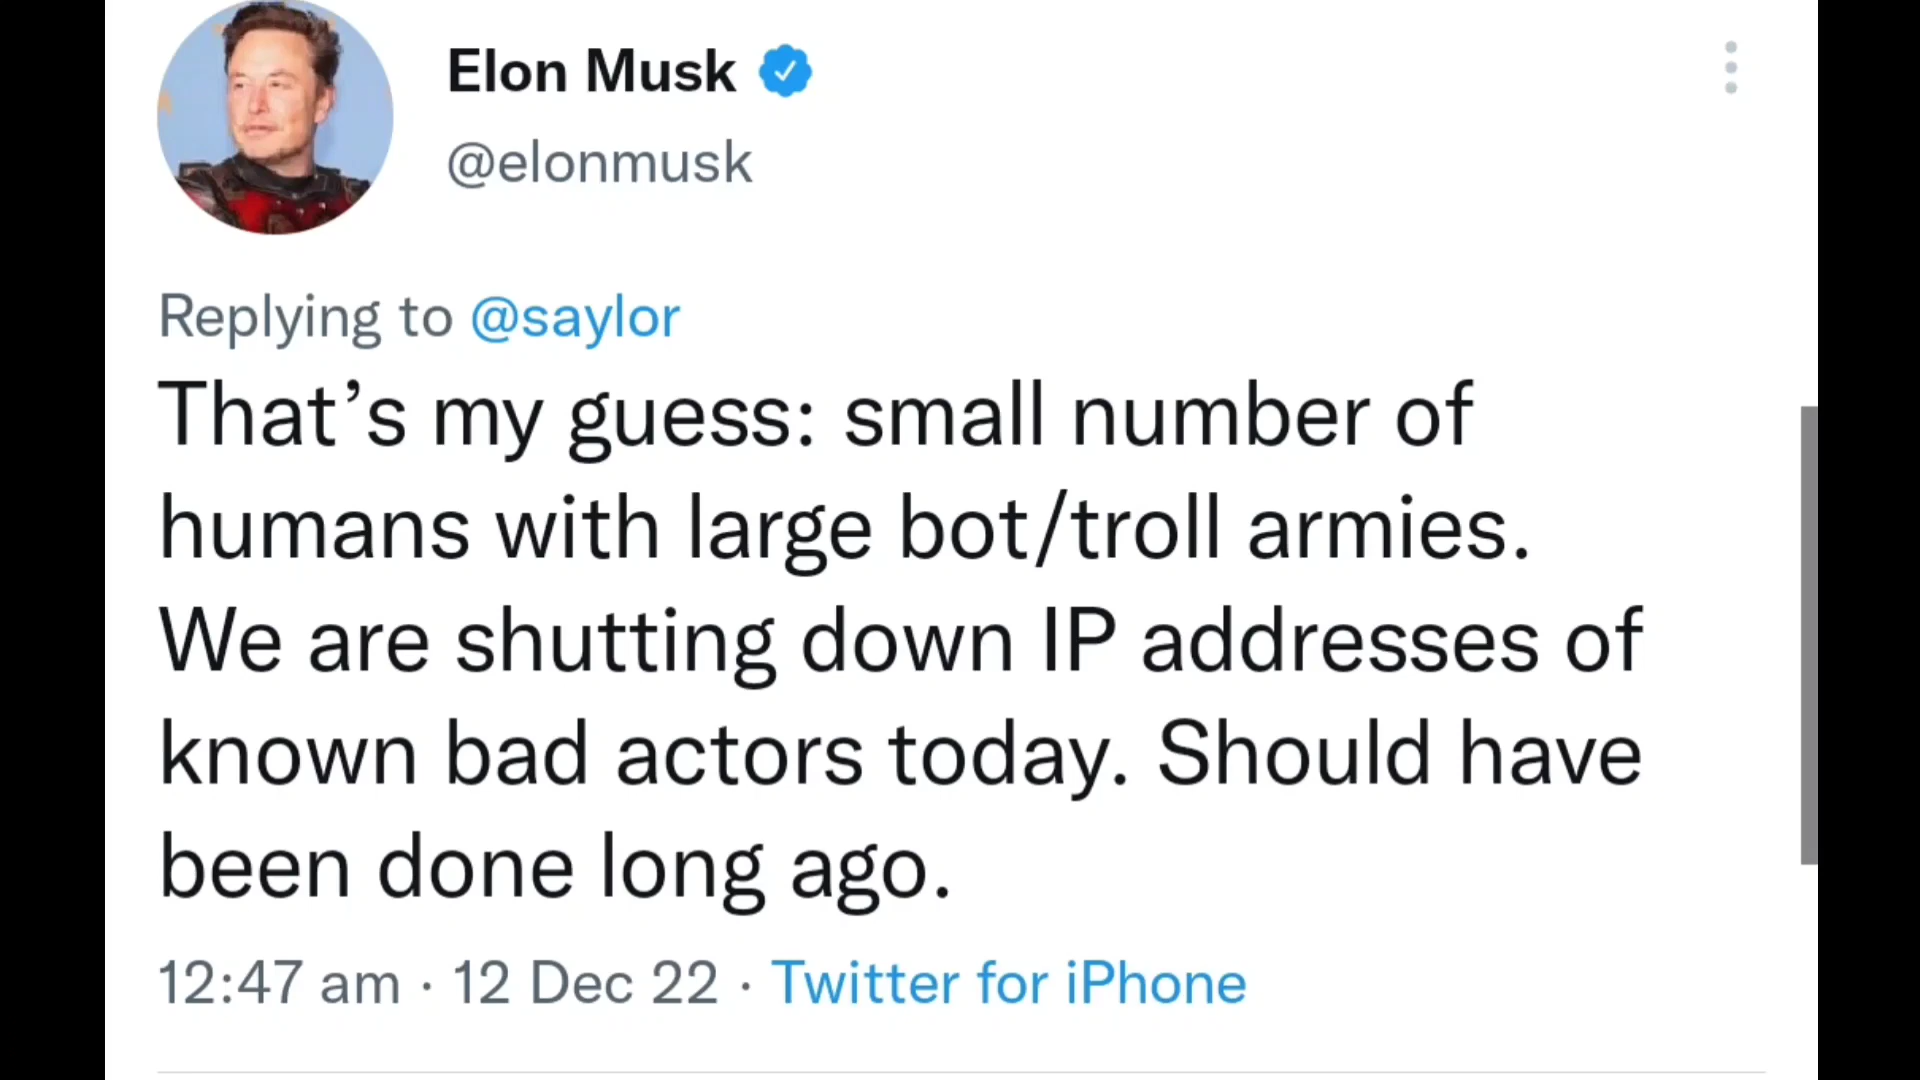 Elon Musk
@elonmusk
Replying to @saylor
That’s my guess: small number of
humans with large bot/troll armies.
We are shutting down IP addresses of
known bad actors today. Should have
been done long ago.
12:47 am · 12 Dec 22 · Twitter for iPhone